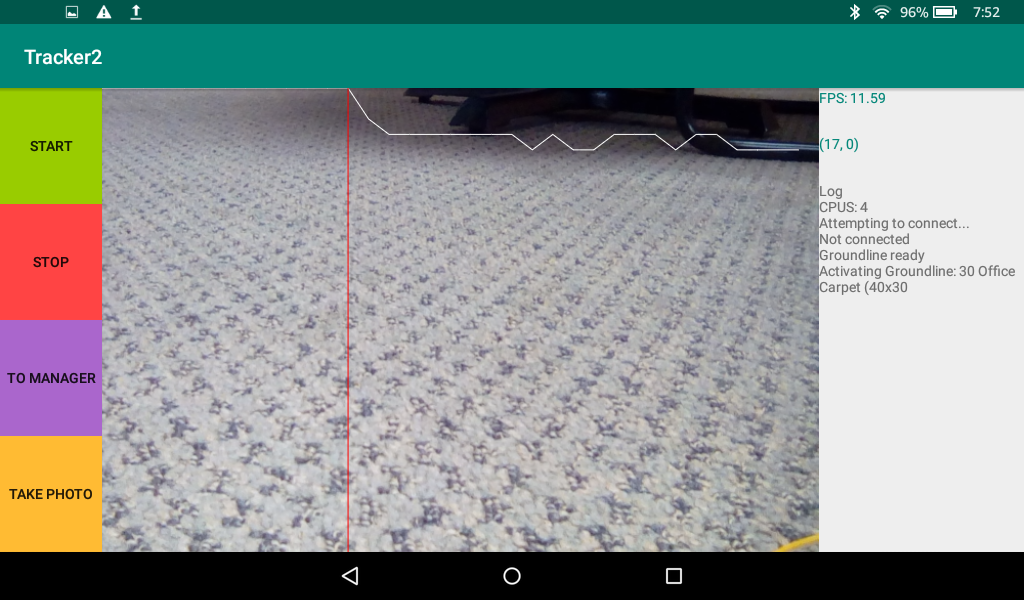 96% 7:52
Tracker2
START
STOP
TO MANAGER
TAKE PHOTO
FPS: 11.59
(17, 0)
Log
CPUS: 4
Attempting to connect...
Not connected
Groundline ready
Activating Groundline: 30 Office
Carpet (40x30